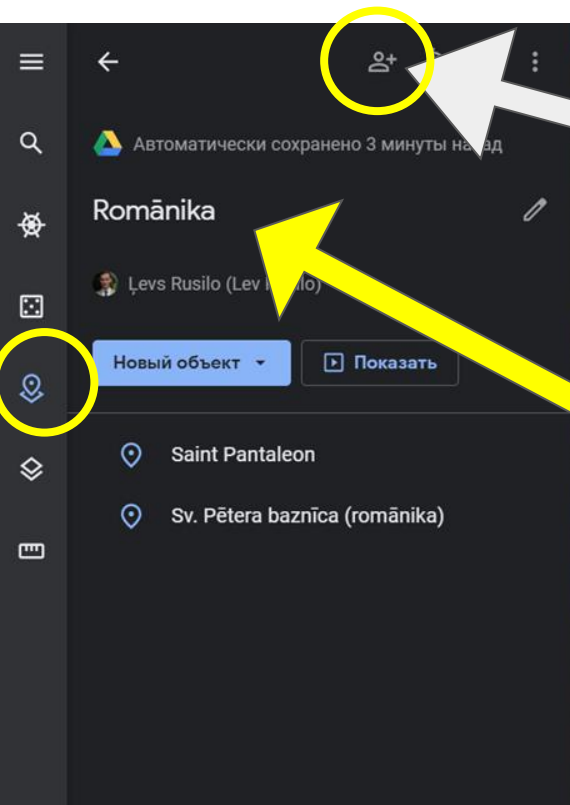 Автоматически сохранено 3 минуты назад
Romānika
Ļevs Rusilo (Lev
Новый объект
Показать
Saint Pantaleon
Sv. Pētera baznīca (romānika)